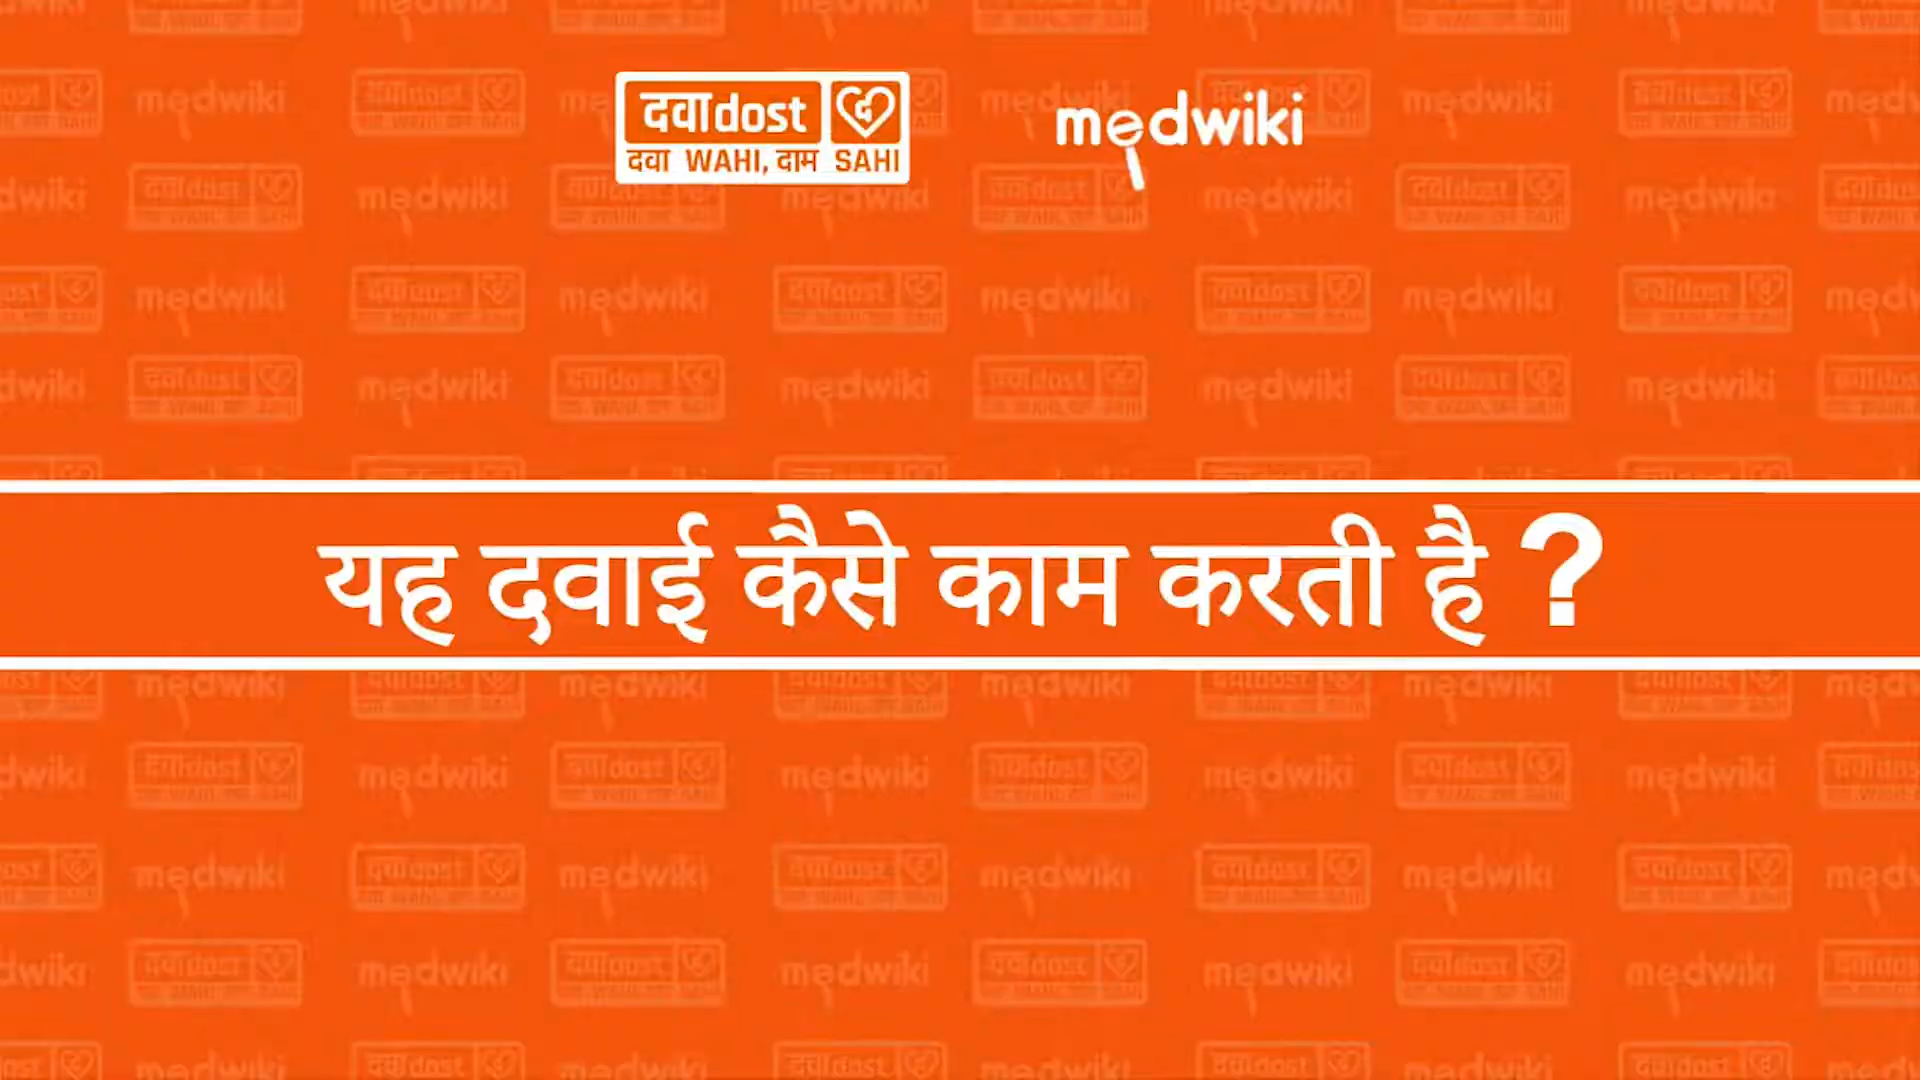 दवाdost
दवा WAHI, दाम SAHI
medwiki
यह दवाई कैसे काम करती है ?